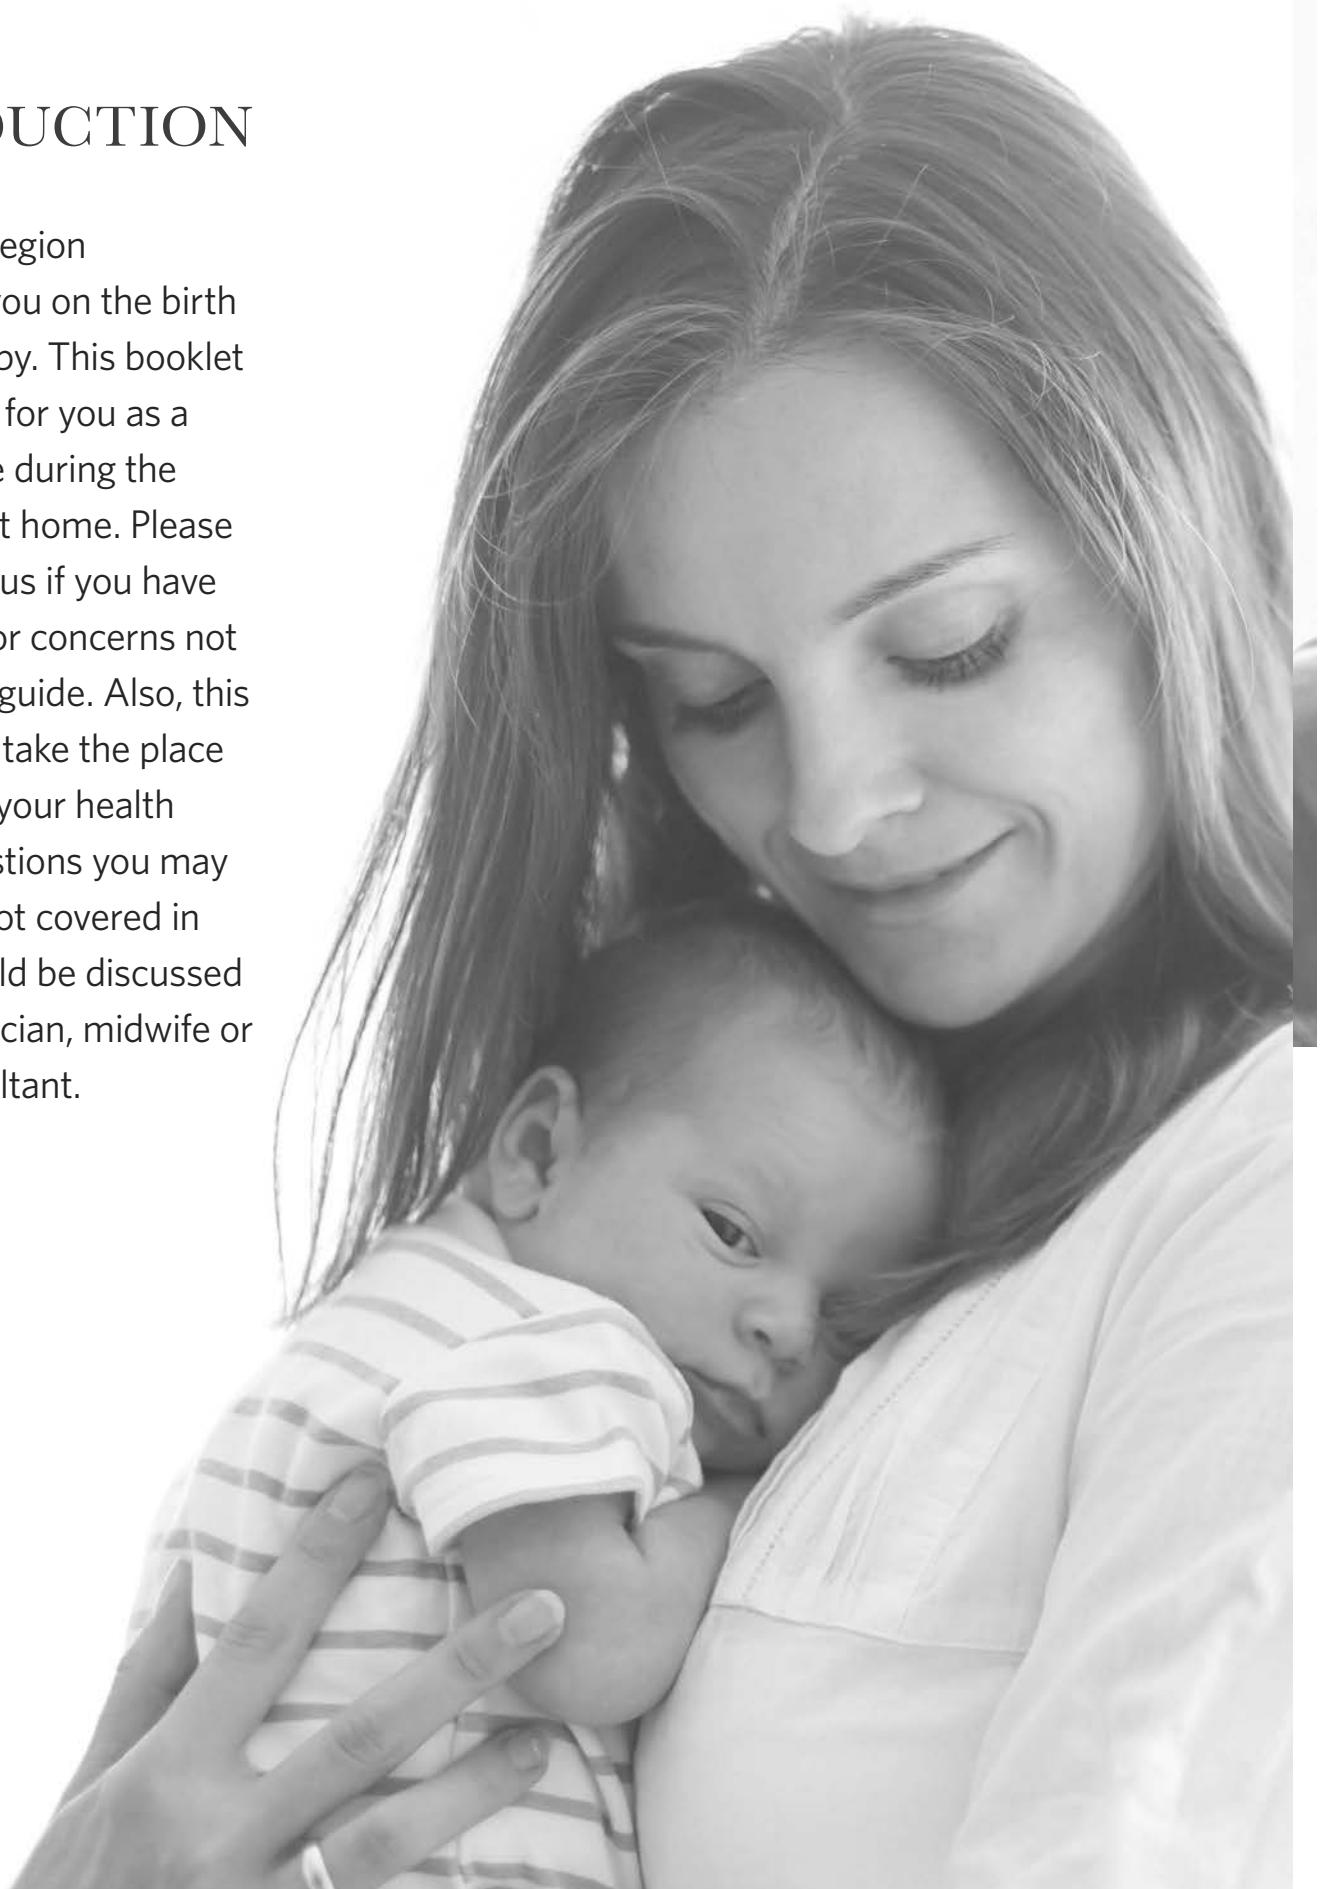 DUCTION
egion
you on the birth
by. This booklet
for you as a
e during the
t home. Please
us if you have
or concerns not
guide. Also, this
take the place
your health
stions you may
ot covered in
ld be discussed
cian, midwife or
ltant.